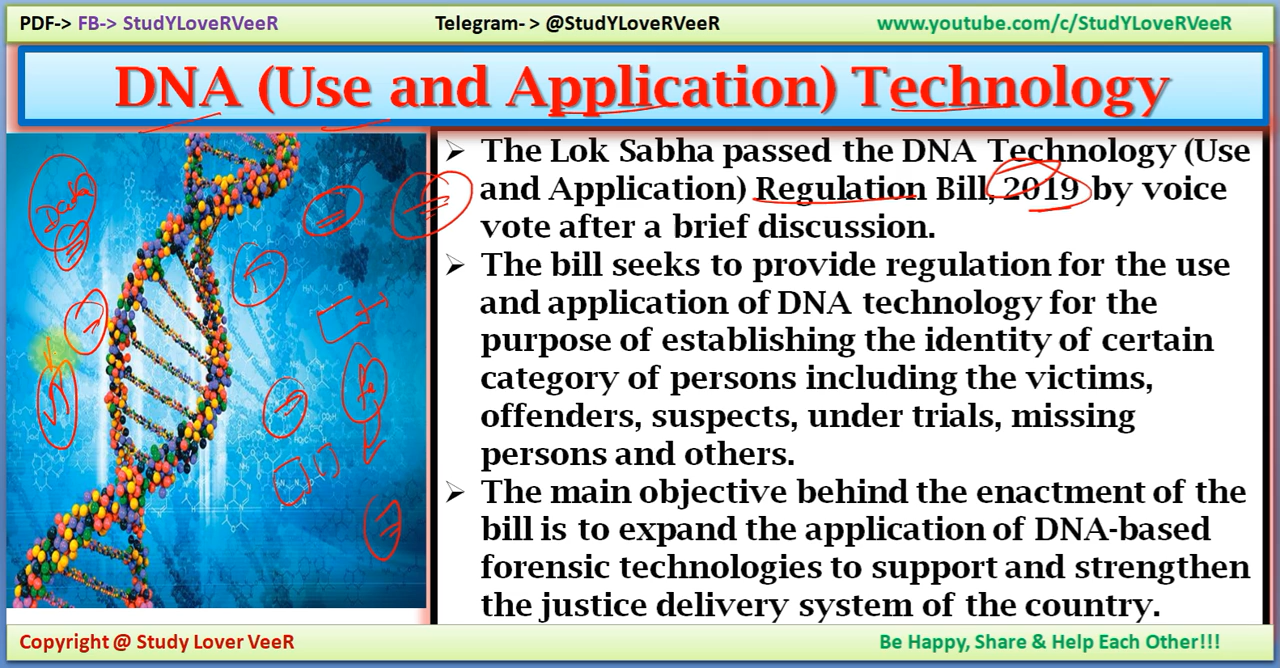 PDF-> FB-> StudYLoveRVeeR
Telegram- > @StudYLoveRVeeR
www.youtube.com/c/StudYLoveRVeeR
DNA (Use and Application) Technology
➢ The Lok Sabha passed the DNA Technology (Use
and Application) Regulation Bill, 2019 by voice
vote after a brief discussion.
➢ The bill seeks to provide regulation for the use
and application of DNA technology for the
purpose of establishing the identity of certain
category of persons including the victims,
offenders, suspects, under trials, missing
persons and others.
➢ The main objective behind the enactment of the
bill is to expand the application of DNA-based
forensic technologies to support and strengthen
the justice delivery system of the country.
Copyright @ Study Lover VeeR
Be Happy, Share & Help Each Other!!!